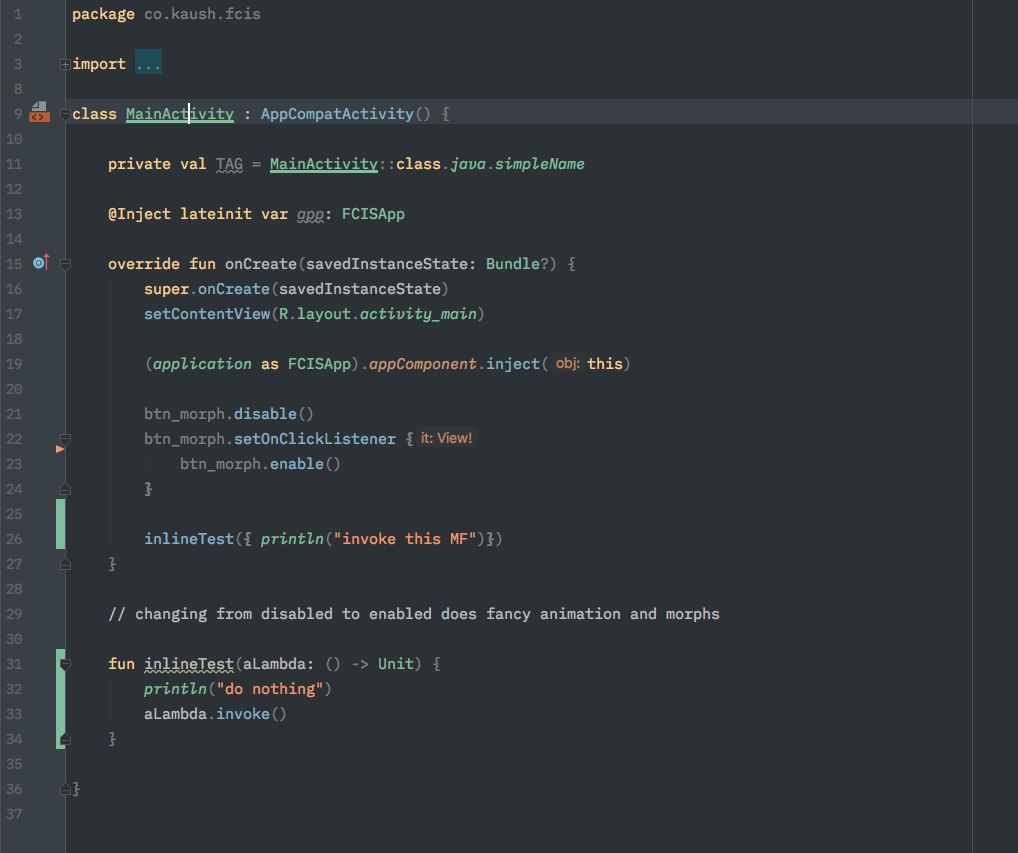 1 package co.kaush.fcis
2
3 import ...
8
9 class MainActivity : AppCompatActivity() {
10
11 private val TAG = MainActivity::class.java.simpleName
12
13 @Inject lateinit var app: FCISApp
14
15 override fun onCreate(savedInstanceState: Bundle?) {
16 super.onCreate(savedInstanceState)
17 setContentView(R.layout.activity_main)
18
19 (application as FCISApp).appComponent.inject( obj: this)
20
21 btn_morph.disable()
22 btn_morph.setOnClickListener { it: View!
23 btn_morph.enable()
24 }
25
26 inlineTest({ println("invoke this MF")})
27 }
28
29 // changing from disabled to enabled does fancy animation and morphs
30
31 fun inlineTest(aLambda: () -> Unit) {
32 println("do nothing")
33 aLambda.invoke()
34 }
35
36 }
37